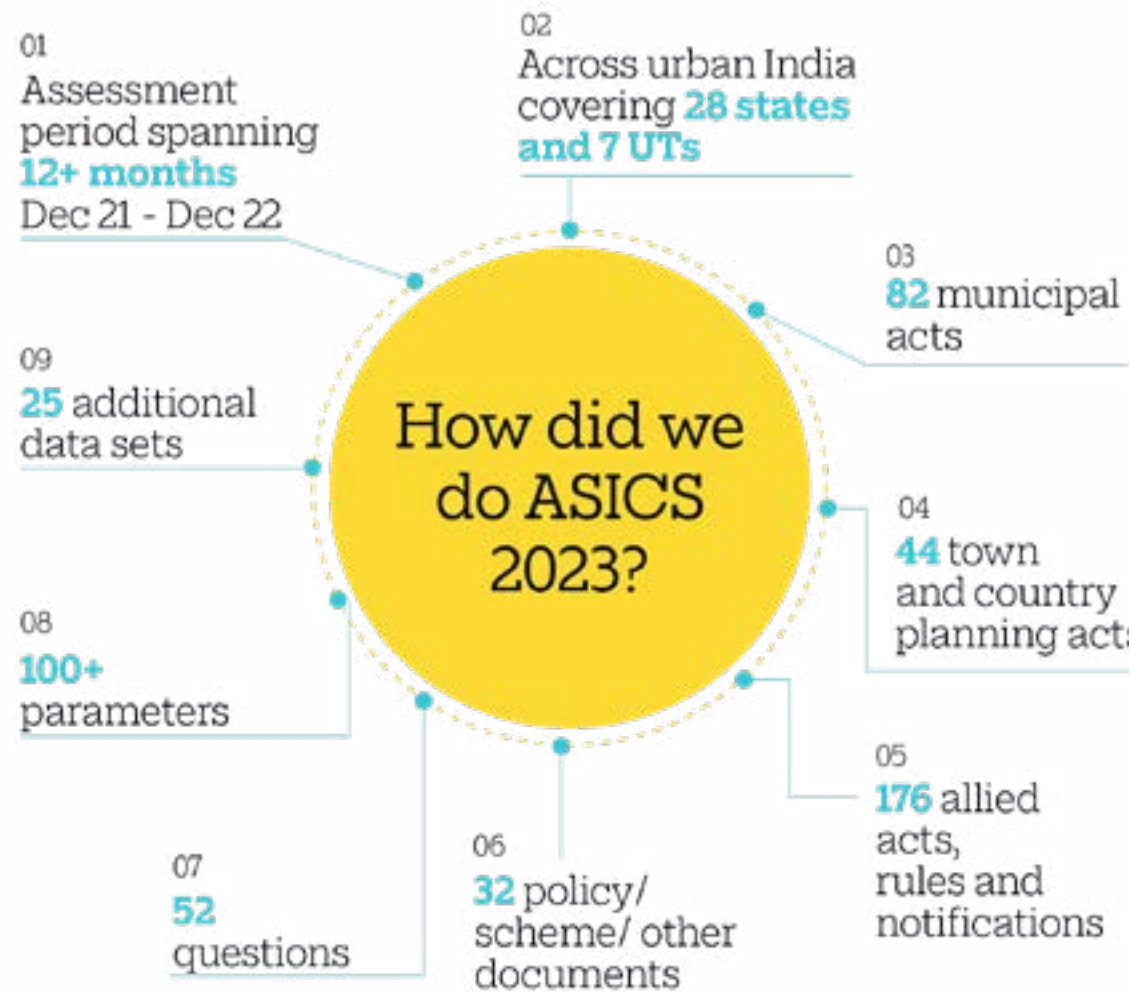 01
Assessment
period spanning
12+ months
Dec 21 - Dec 22
02
Across urban India
covering 28 states
and 7 UTs
03
82 municipal
acts
04
44 town
and country
planning acts
05
176 allied
acts,
rules and
notifications
06
32 policy/
scheme/ other
documents
07
52
questions
08
100+
parameters
09
25 additional
data sets
How did we
do ASICS
2023?